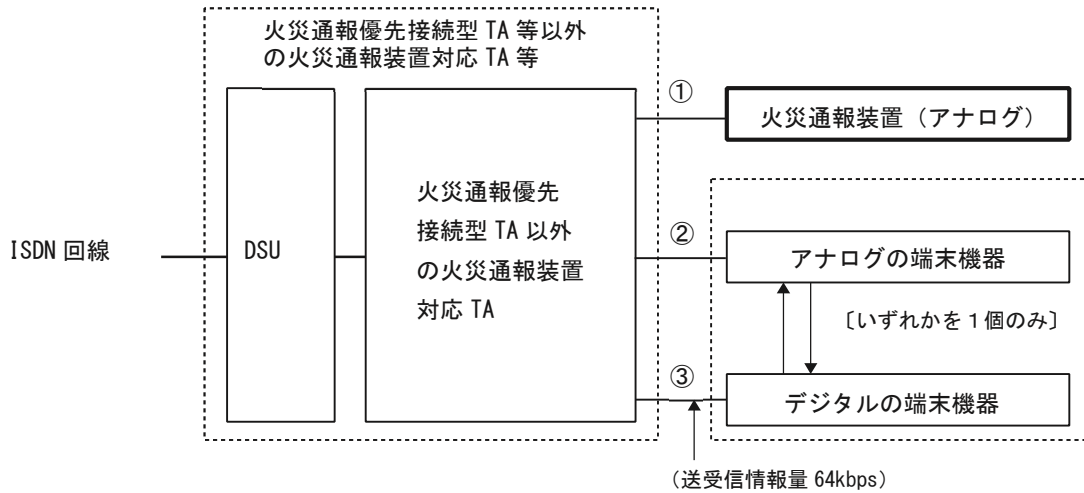 火災通報優先接続型 TA 等以外
の火災通報装置対応 TA 等
①
火災通報装置（アナログ）
ISDN 回線
DSU
火災通報優先
接続型 TA 以外
の火災通報装置
対応 TA
②
アナログの端末機器
〔いずれかを１個のみ〕
③
デジタルの端末機器
（送受信情報量 64kbps）